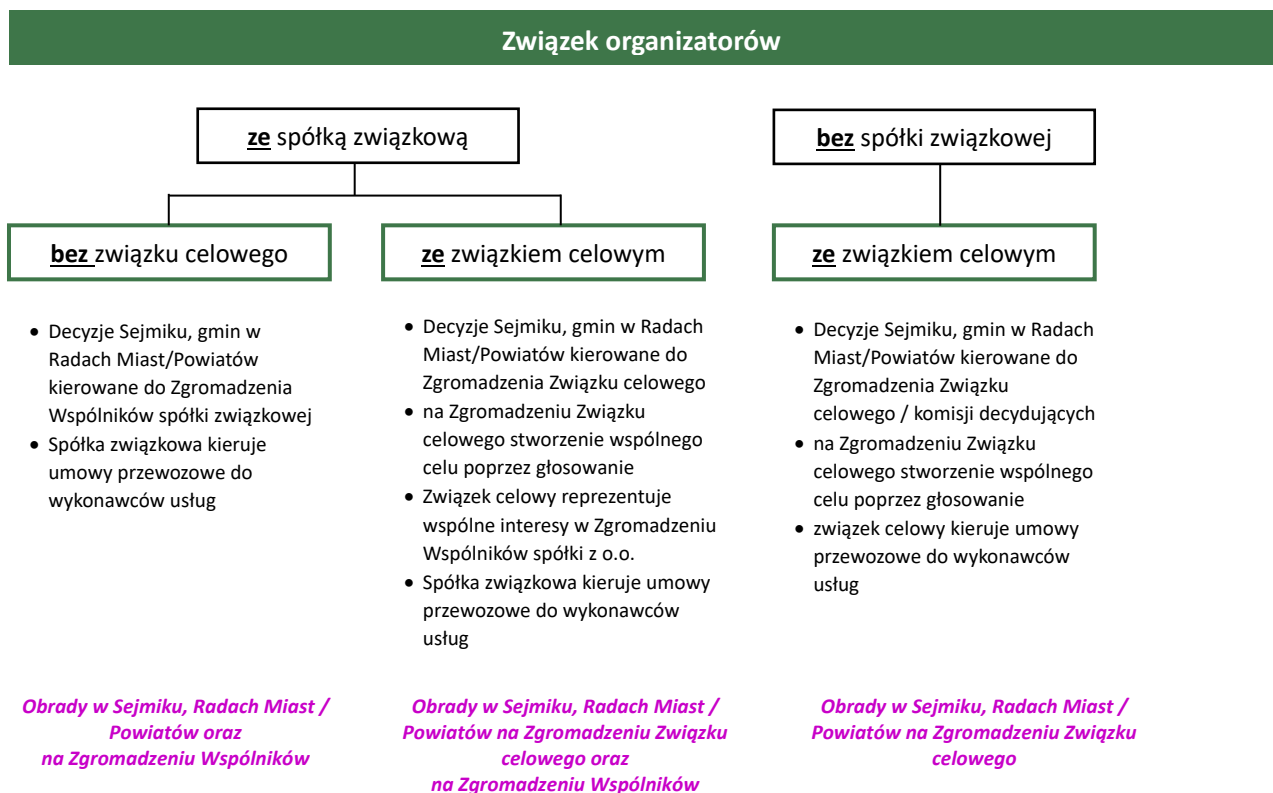 Związek organizatorów
ze spółką związkową
bez spółki związkowej
bez związku celowego
ze związkiem celowym
ze związkiem celowym
• Decyzje Sejmiku, gmin w
Radach Miast/Powiatów
kierowane do Zgromadzenia
Wspólników spółki związkowej
• Spółka związkowa kieruje
umowy przewozowe do
wykonawców usług
• Decyzje Sejmiku, gmin w Radach
Miast/Powiatów kierowane do
Zgromadzenia Związku celowego
• na Zgromadzeniu Związku
celowego stworzenie wspólnego
celu poprzez głosowanie
• Związek celowy reprezentuje
wspólne interesy w Zgromadzeniu
Wspólników spółki z o.o.
• Spółka związkowa kieruje umowy
przewozowe do wykonawców
usług
• Decyzje Sejmiku, gmin w Radach
Miast/Powiatów kierowane do
Zgromadzenia Związku
celowego / komisji decydujących
• na Zgromadzeniu Związku
celowego stworzenie wspólnego
celu poprzez głosowanie
• związek celowy kieruje umowy
przewozowe do wykonawców
usług
Obrady w Sejmiku, Radach Miast /
Powiatów oraz
na Zgromadzeniu Wspólników
Obrady w Sejmiku, Radach Miast /
Powiatów na Zgromadzeniu Związku
celowego oraz
na Zgromadzeniu Wspólników
Obrady w Sejmiku, Radach Miast /
Powiatów na Zgromadzeniu Związku
celowego